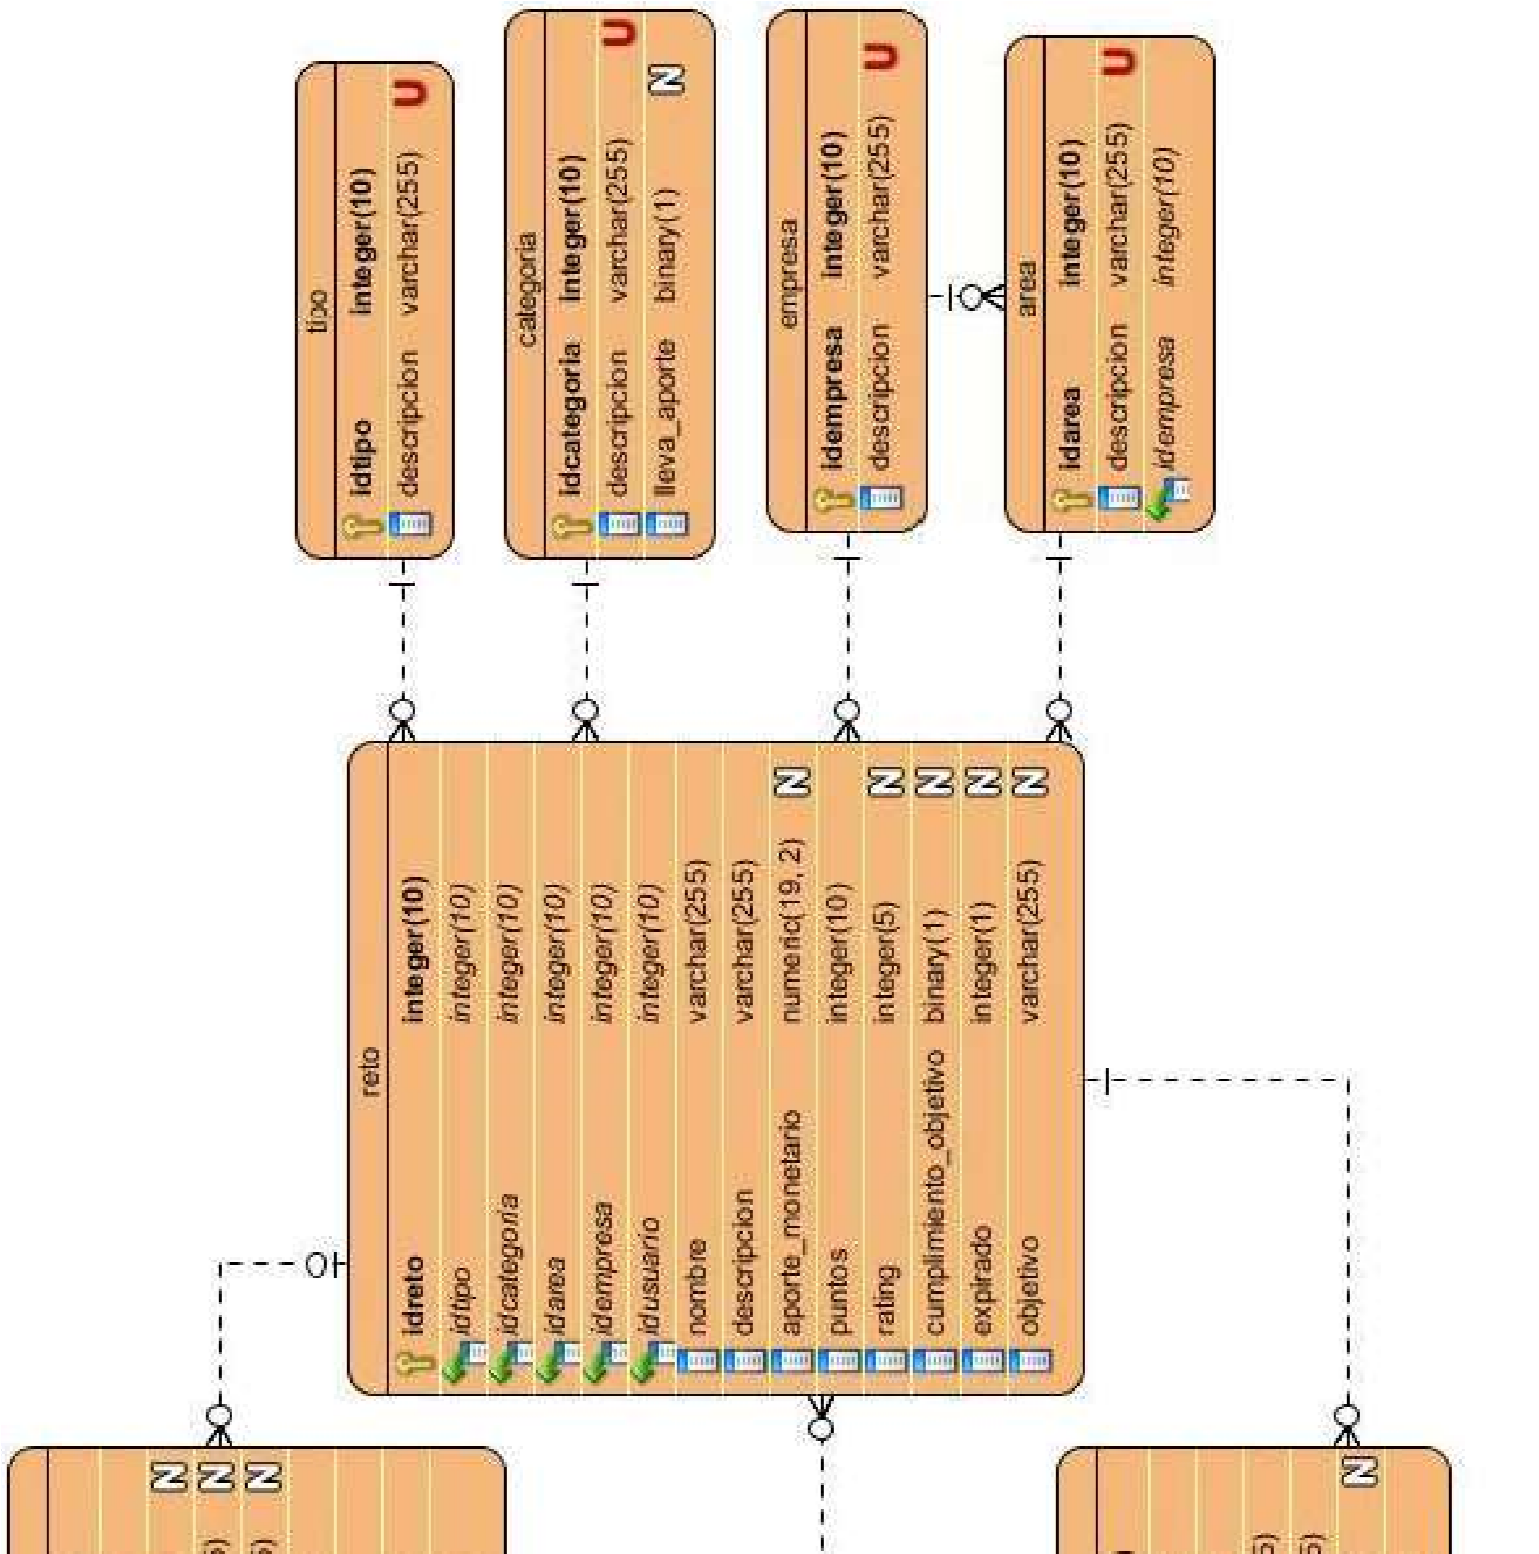 tipo
idtipo integer(10)
descripcion varchar(255) U
categoria
idcategoria integer(10)
descripcion varchar(255) U
lleva_aporte binary(1) N
empresa
idempresa integer(10)
descripcion varchar(255) U
area
idarea integer(10)
descripcion varchar(255) U
idempresa integer(10)
reto
idreto integer(10)
idtipo integer(10)
idcategoria integer(10)
idarea integer(10)
idempresa integer(10)
idusuario integer(10)
nombre varchar(255)
descripcion varchar(255)
aporte_monetario numeric(19, 2) N
puntos integer(10)
rating integer(5) N
cumplimiento_objetivo binary(1) N
expirado integer(1) N
objetivo varchar(255) N
N
N
N
N